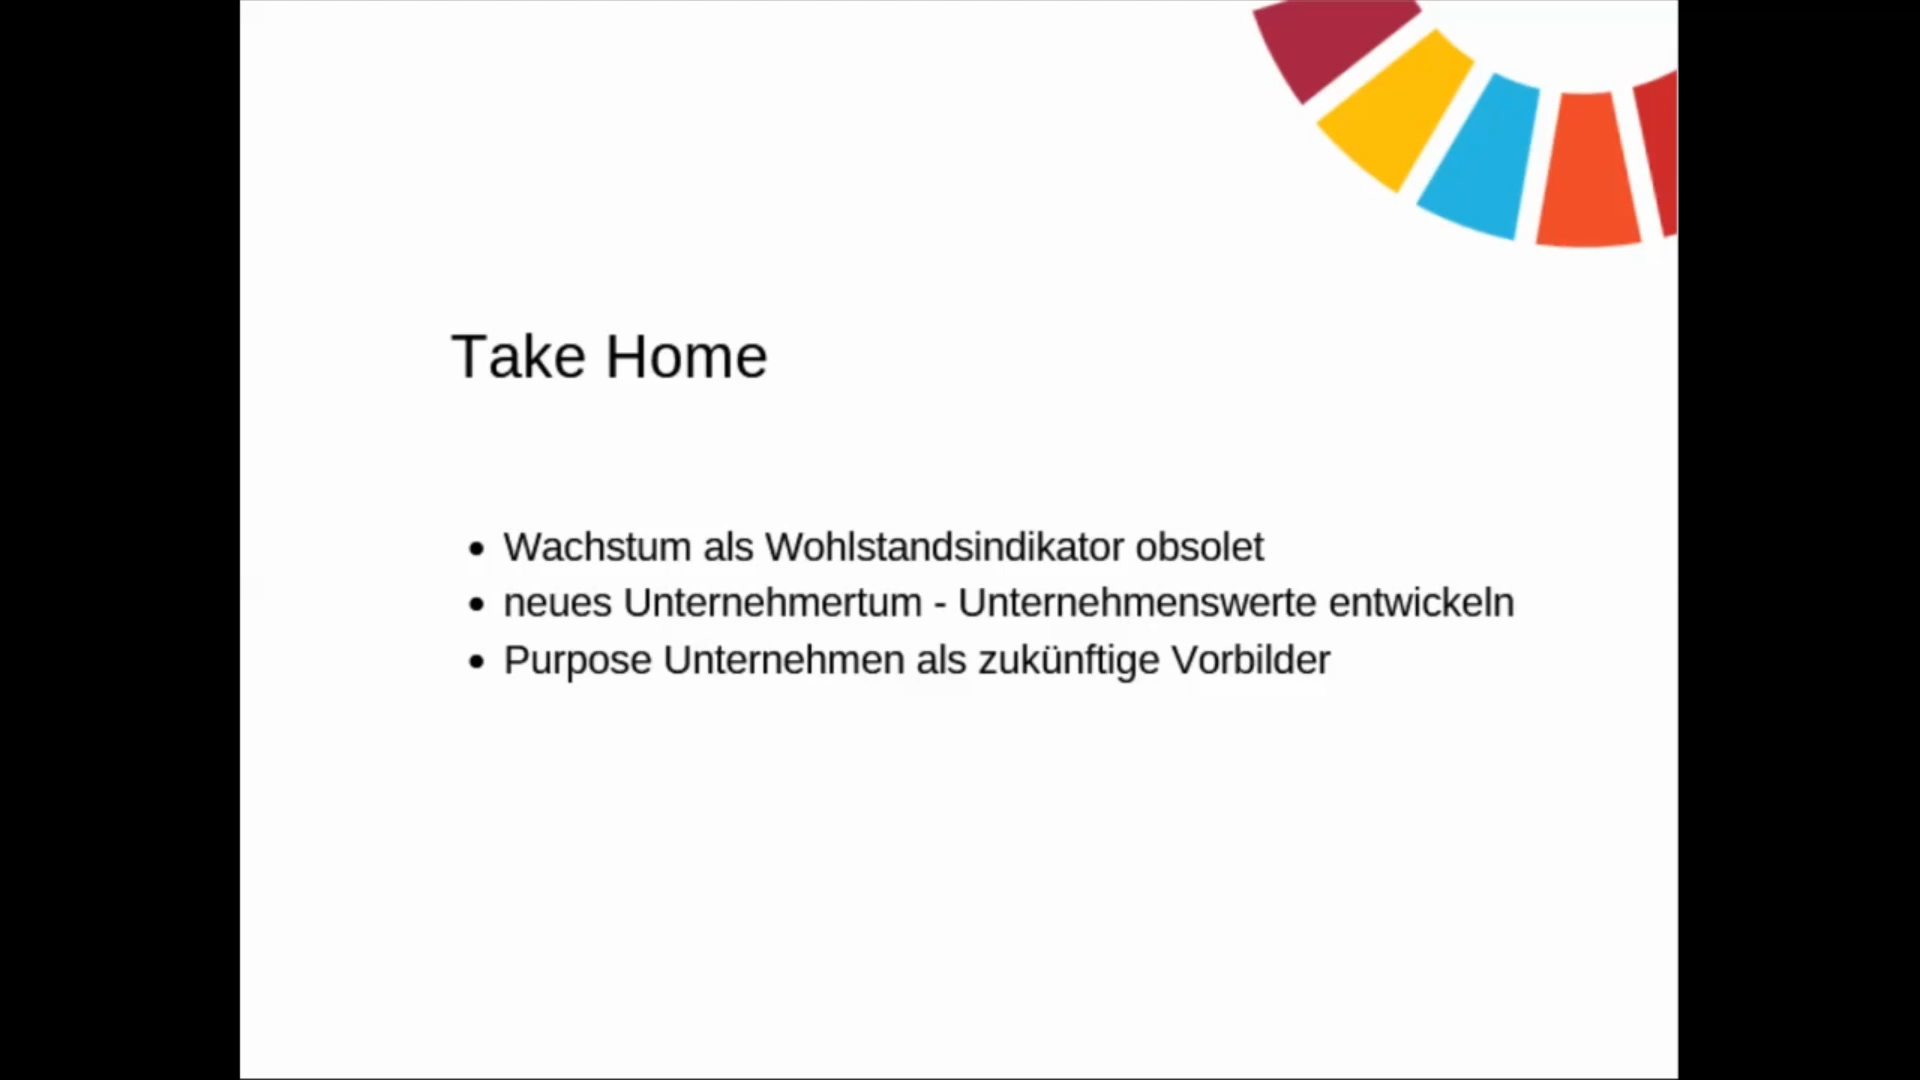 Take Home
• Wachstum als Wohlstandsindikator obsolet
• neues Unternehmertum - Unternehmenswerte entwickeln
• Purpose Unternehmen als zukünftige Vorbilder